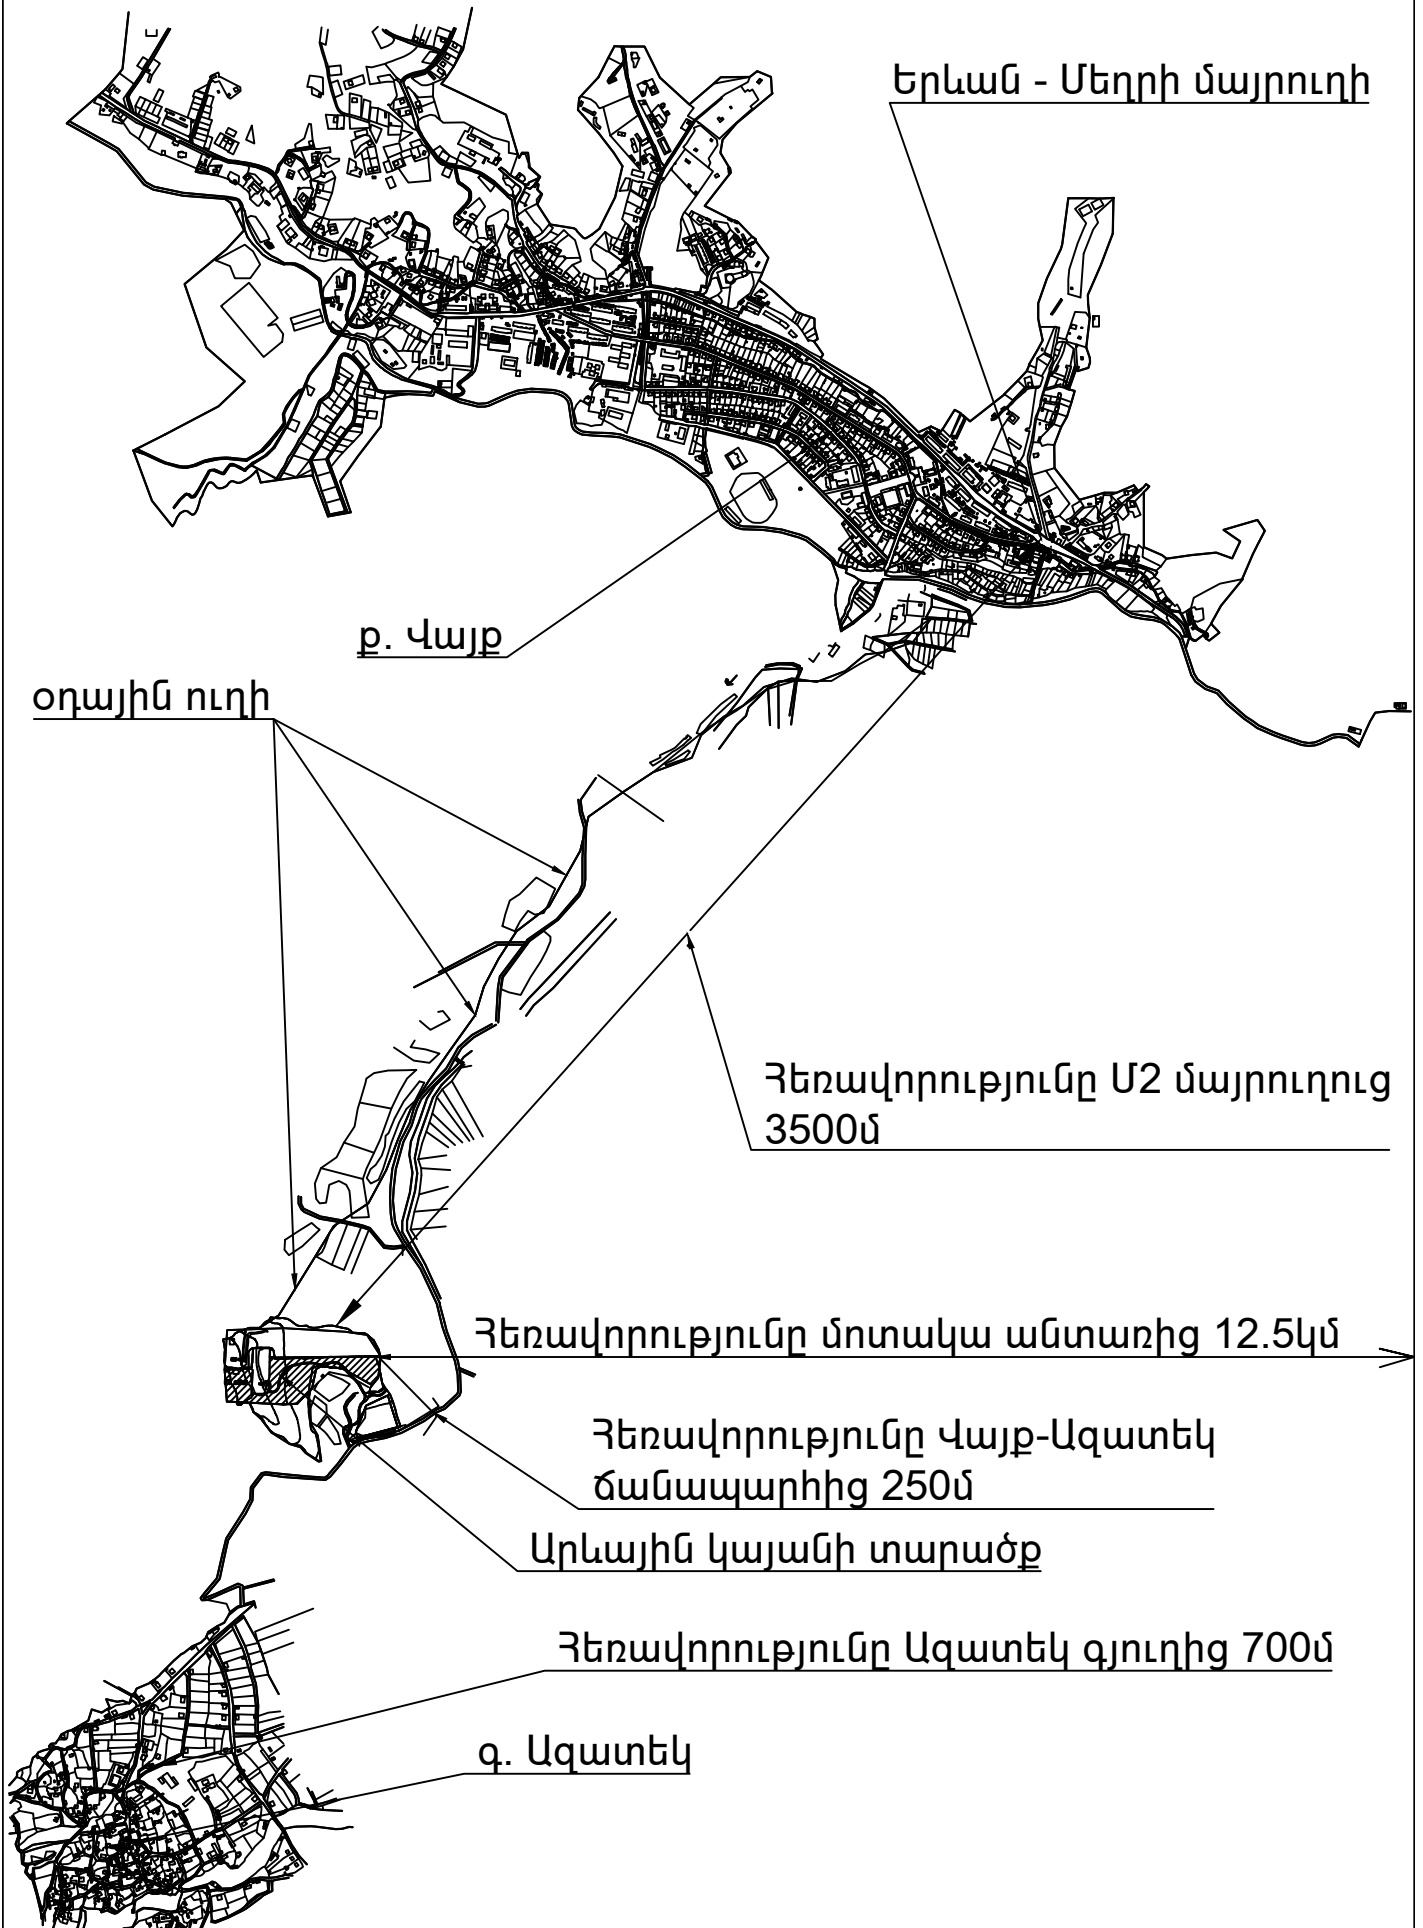 Երևան - Մեղրի մայրուղի
ք. Վայք
օդային ուղի
Հեռավորությունը Մ2 մայրուղուց
3500մ
Հեռավորությունը մոտակա անտառից 12.5կմ
Հեռավորությունը Վայք-Ազատեկ
ճանապարհից 250մ
Արևային կայանի տարածք
Հեռավորությունը Ազատեկ գյուղից 700մ
գ. Ազատեկ